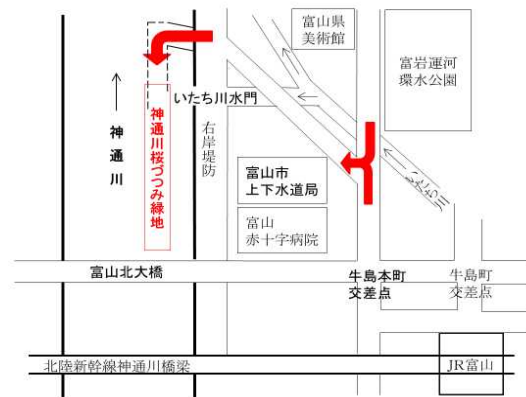 富山県
美術館
富岩運河
環水公園
いたち川水門
神通川
神通川桜づつみ緑地
右岸堤防
富山市
上下水道局
いたち川
富山
赤十字病院
富山北大橋
牛島本町
交差点
牛島町
交差点
北陸新幹線神通川橋梁
JR富山